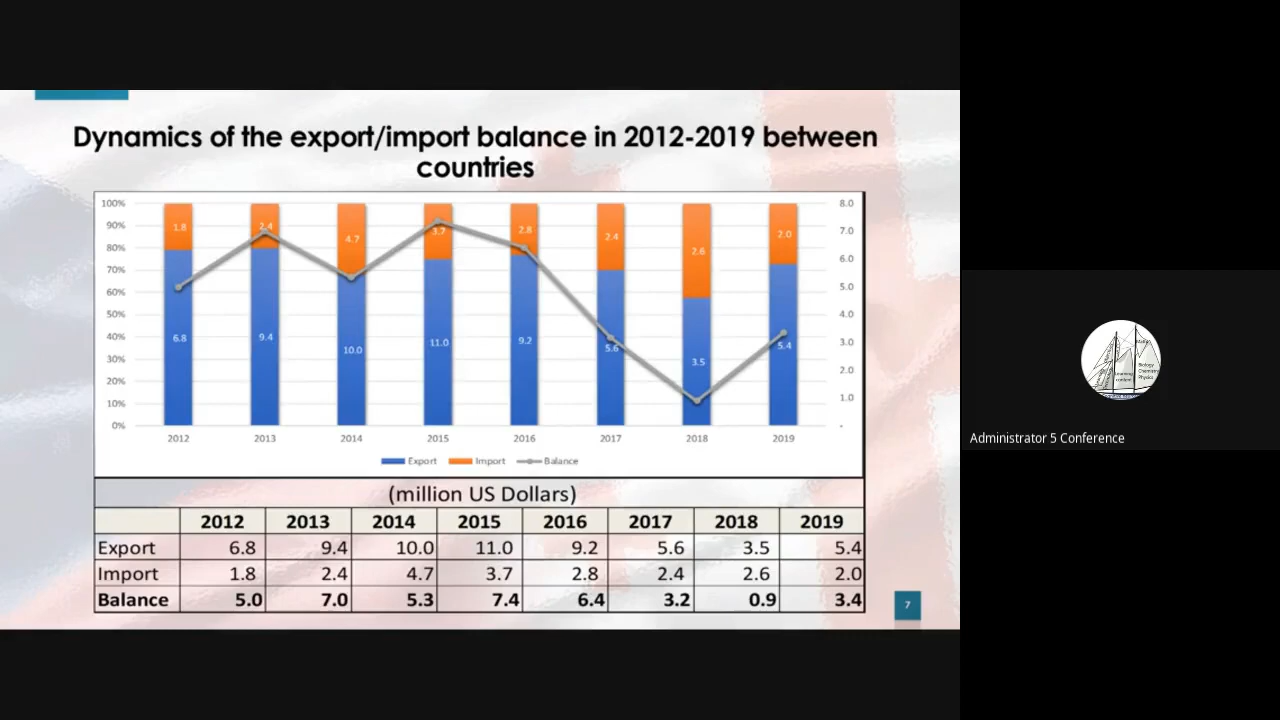 Dynamics of the export/import balance in 2012-2019 between
countries
100% 8.0
90% 7.0
80% 6.0
70% 5.0
60% 4.0
50% 3.0
40% 2.0
30% 1.0
20% -
10%
0%
1.8 2.4 4.7 3.7 2.8 2.4 2.6 2.0
6.8 9.4 10.0 11.0 9.2 5.6 3.5 5.4
2012 2013 2014 2015 2016 2017 2018 2019
Export Import Balance
(million US Dollars)
2012 2013 2014 2015 2016 2017 2018 2019
Export 6.8 9.4 10.0 11.0 9.2 5.6 3.5 5.4
Import 1.8 2.4 4.7 3.7 2.8 2.4 2.6 2.0
Balance 5.0 7.0 5.3 7.4 6.4 3.2 0.9 3.4
7
Biology
Chemistry
Physics
Administrator 5 Conference